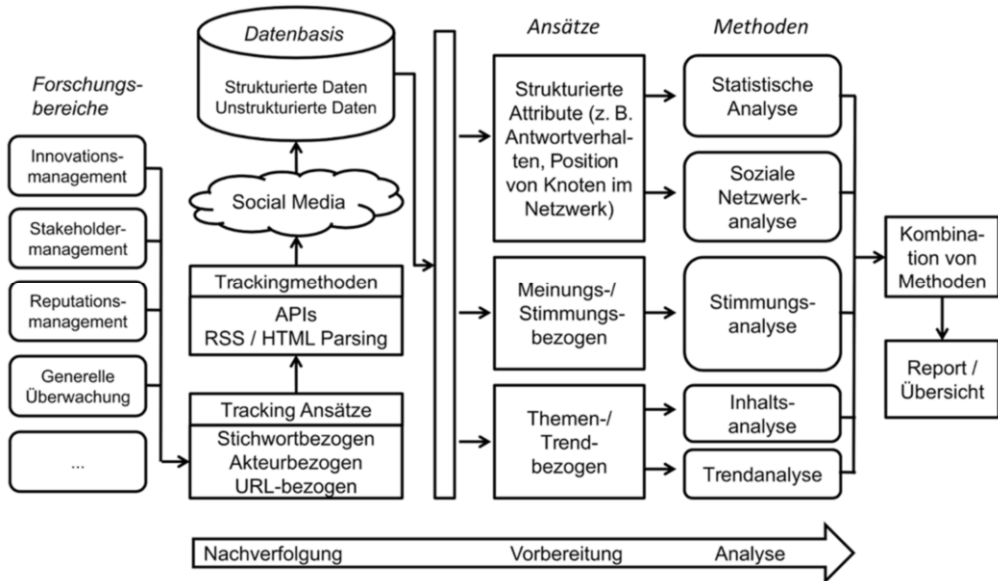 Forschungs-
bereiche
Innovations-
management
Stakeholder-
management
Reputations-
management
Generelle
Überwachung
...
Datenbasis
Strukturierte Daten
Unstrukturierte Daten
Social Media
Trackingmethoden
APIs
RSS / HTML Parsing
Tracking Ansätze
Stichwortbezogen
Akteurbezogen
URL-bezogen
Ansätze
Strukturierte
Attribute (z. B.
Antwortverhal-
ten, Position
von Knoten im
Netzwerk)
Meinungs-/
Stimmungs-
bezogen
Themen-/
Trend-
bezogen
Methoden
Statistische
Analyse
Soziale
Netzwerk-
analyse
Stimmungs-
analyse
Inhalts-
analyse
Trendanalyse
Kombina-
tion von
Methoden
Report /
Übersicht
Nachverfolgung
Vorbereitung
Analyse